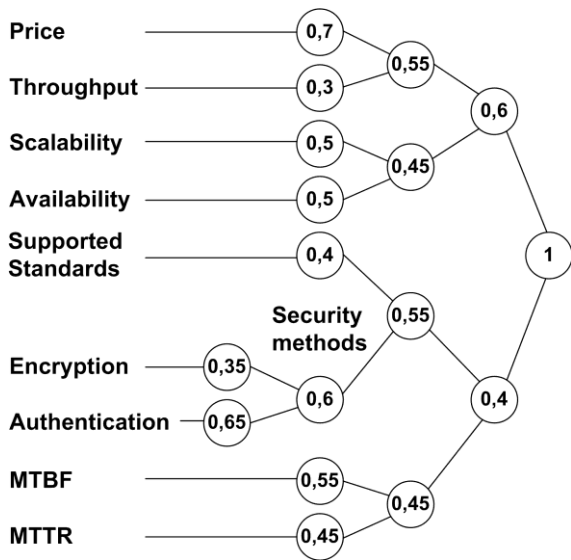 Price
0,7
0,55
Throughput
0,3
0,6
Scalability
0,5
0,45
Availability
0,5
Supported
Standards
0,4
1
Security
methods
0,55
Encryption
0,35
0,6
0,4
Authentication
0,65
MTBF
0,55
0,45
MTTR
0,45